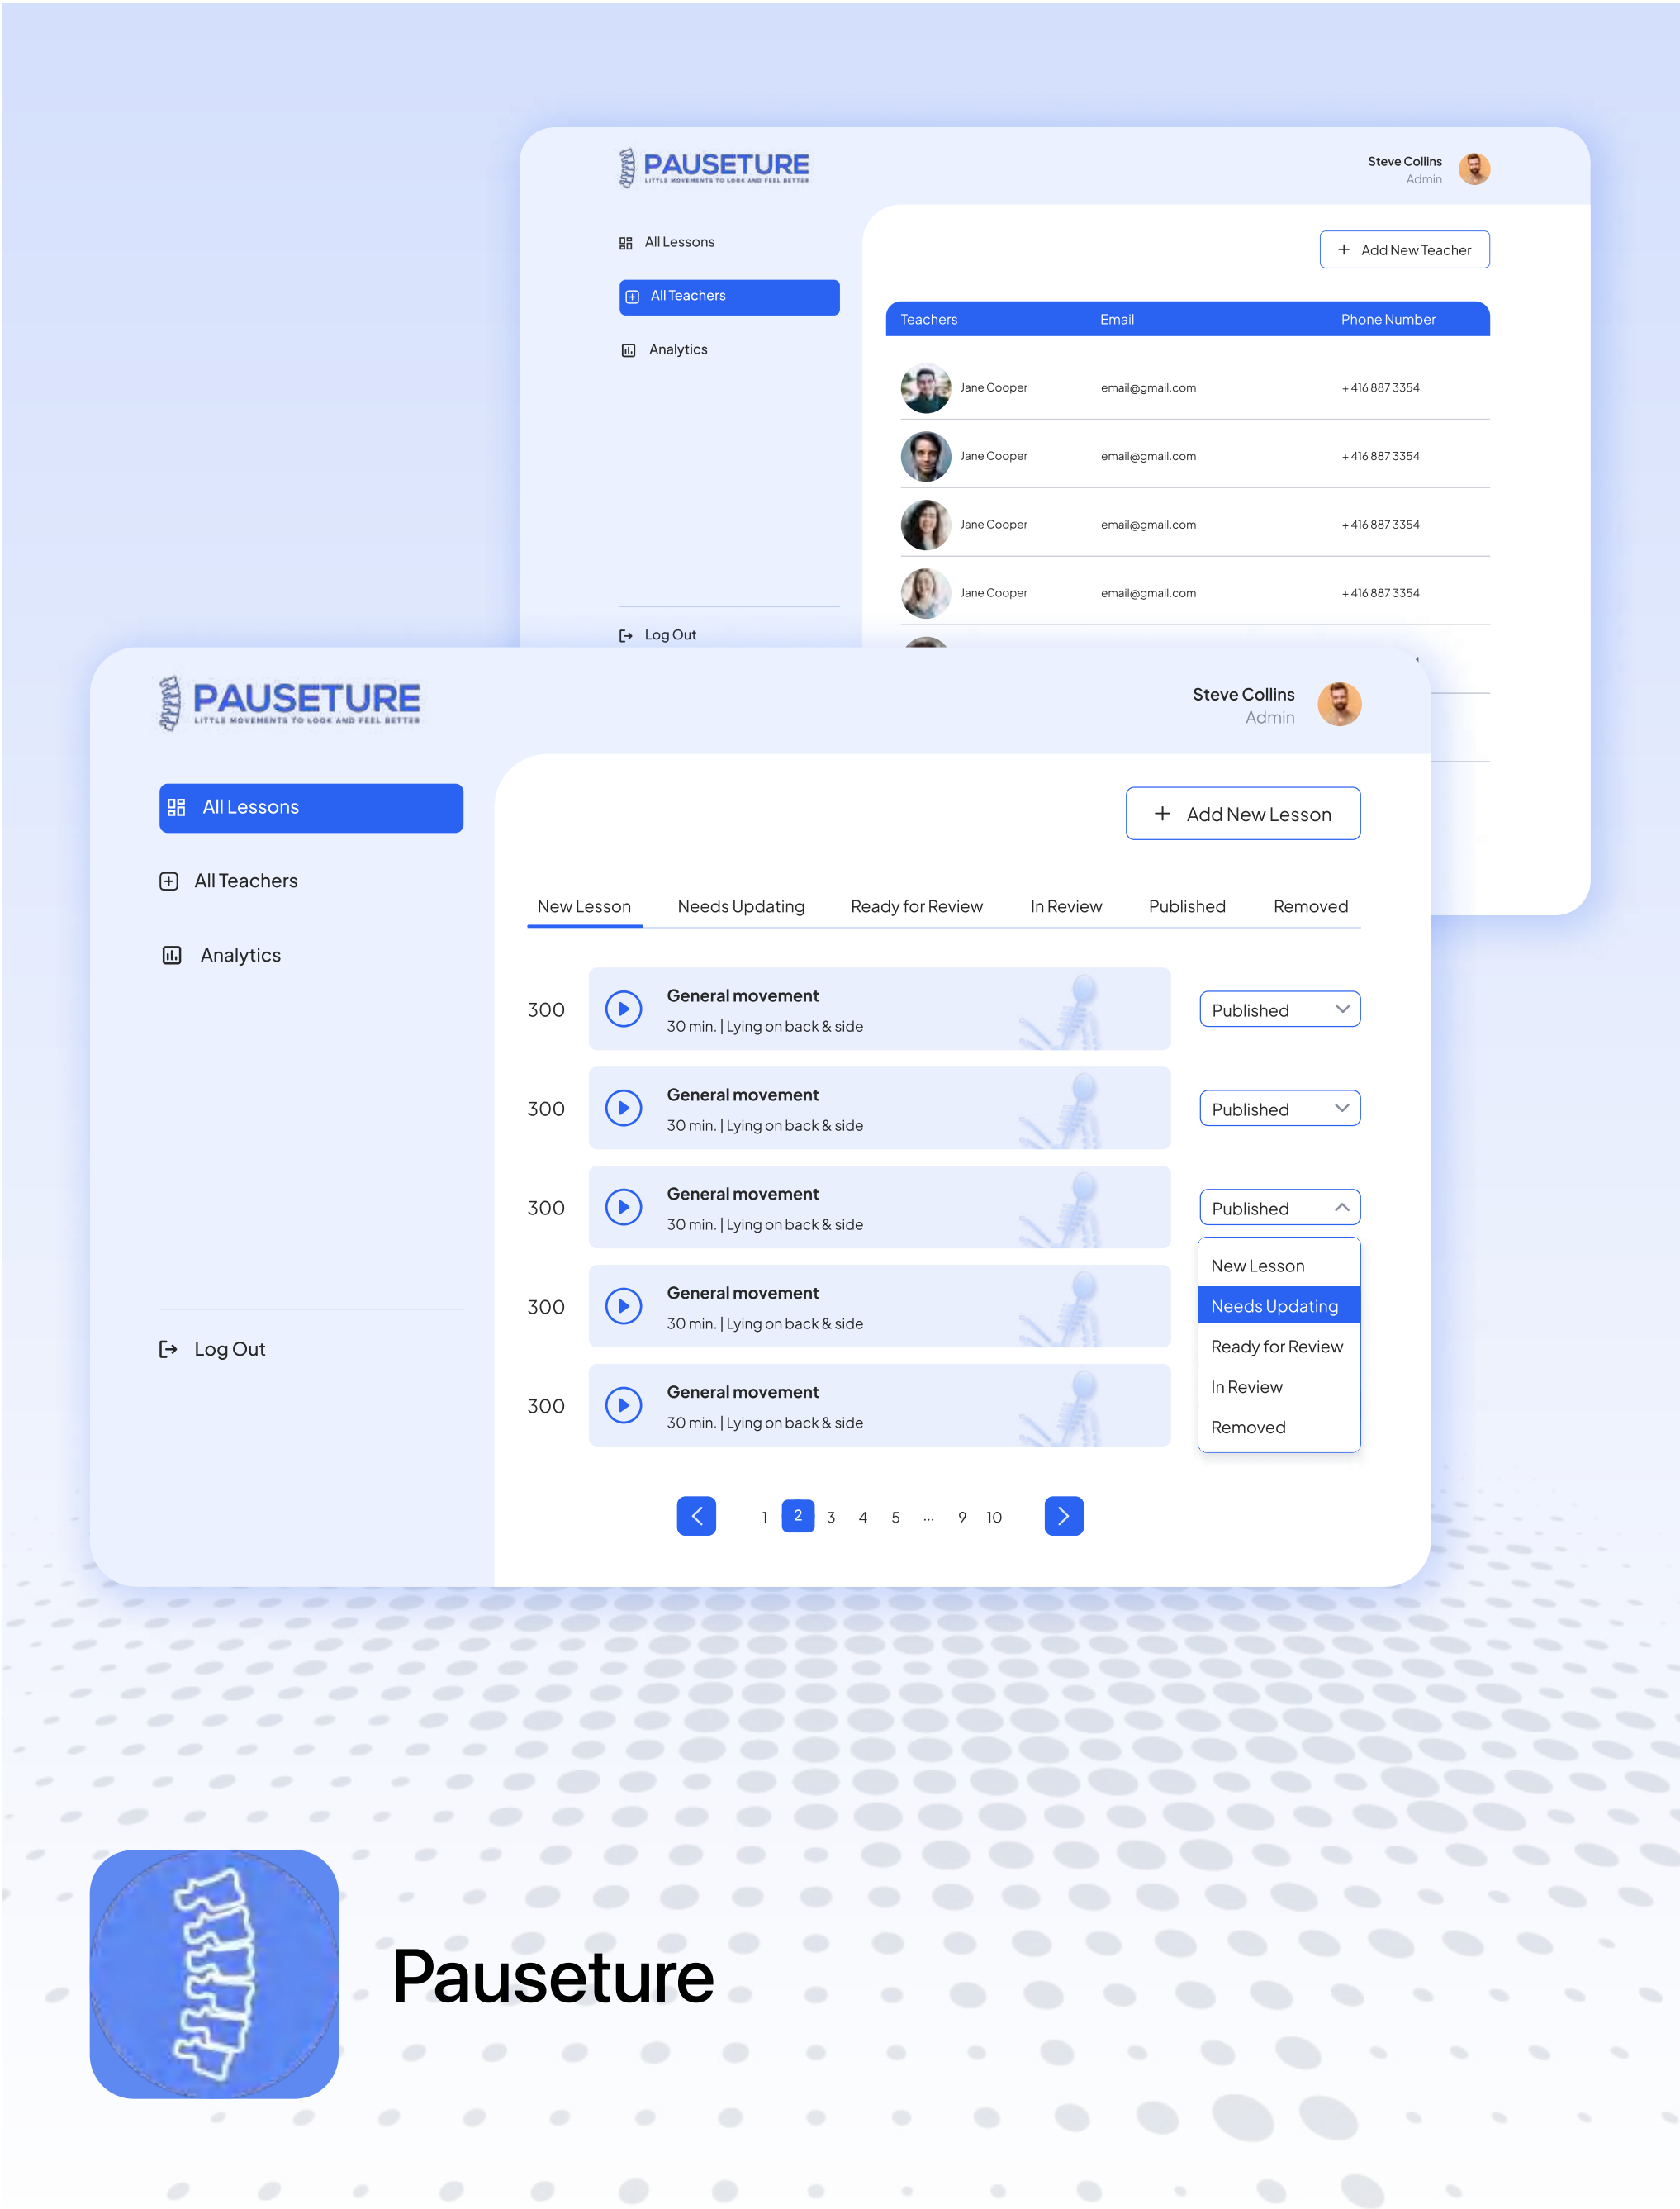 PAUSETURE
LITTLE MOVEMENTS TO LOOK AND FEEL BETTER
Steve Collins
Admin
All Lessons
All Teachers
Analytics
Log Out
+ Add New Teacher
Teachers Email Phone Number
Jane Cooper email@gmail.com + 416 887 3354
Jane Cooper email@gmail.com + 416 887 3354
Jane Cooper email@gmail.com + 416 887 3354
Jane Cooper email@gmail.com + 416 887 3354
PAUSETURE
LITTLE MOVEMENTS TO LOOK AND FEEL BETTER
Steve Collins
Admin
All Lessons
All Teachers
Analytics
Log Out
+ Add New Lesson
New Lesson Needs Updating Ready for Review In Review Published Removed
300
General movement
30 min. | Lying on back & side
Published
300
General movement
30 min. | Lying on back & side
Published
300
General movement
30 min. | Lying on back & side
Published
300
General movement
30 min. | Lying on back & side
300
General movement
30 min. | Lying on back & side
New Lesson
Needs Updating
Ready for Review
In Review
Removed
1 2 3 4 5 ... 9 10
Pauseture